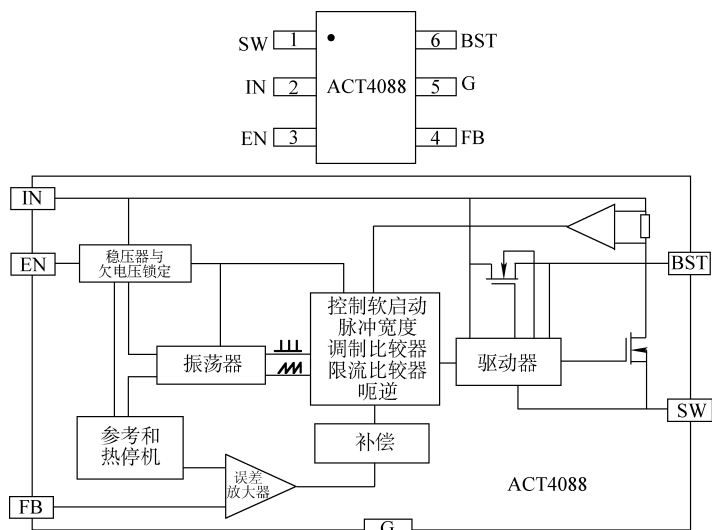 SW 1
6 BST
IN 2
ACT4088
5 G
EN 3
4 FB
IN
EN
稳压器与
欠电压锁定
BST
控制软启动
脉冲宽度
调制比较器
限流比较器
呃逆
振荡器
驱动器
SW
参考和
热停机
补偿
误差
放大器
ACT4088
FB
G